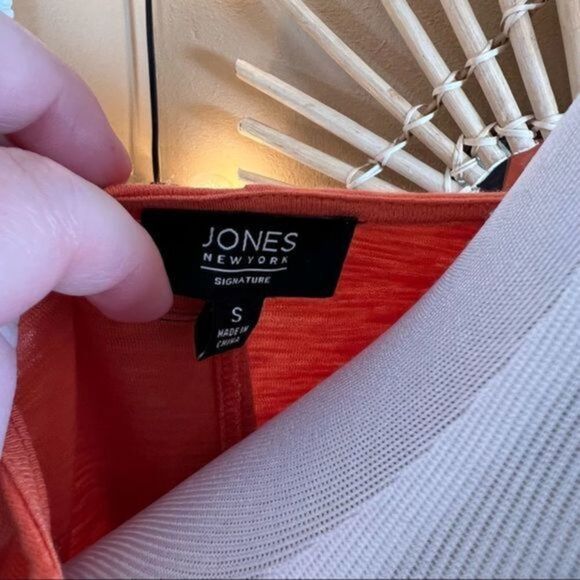 JONES
NEW YORK
SIGNATURE
S
MADE IN
CHINA